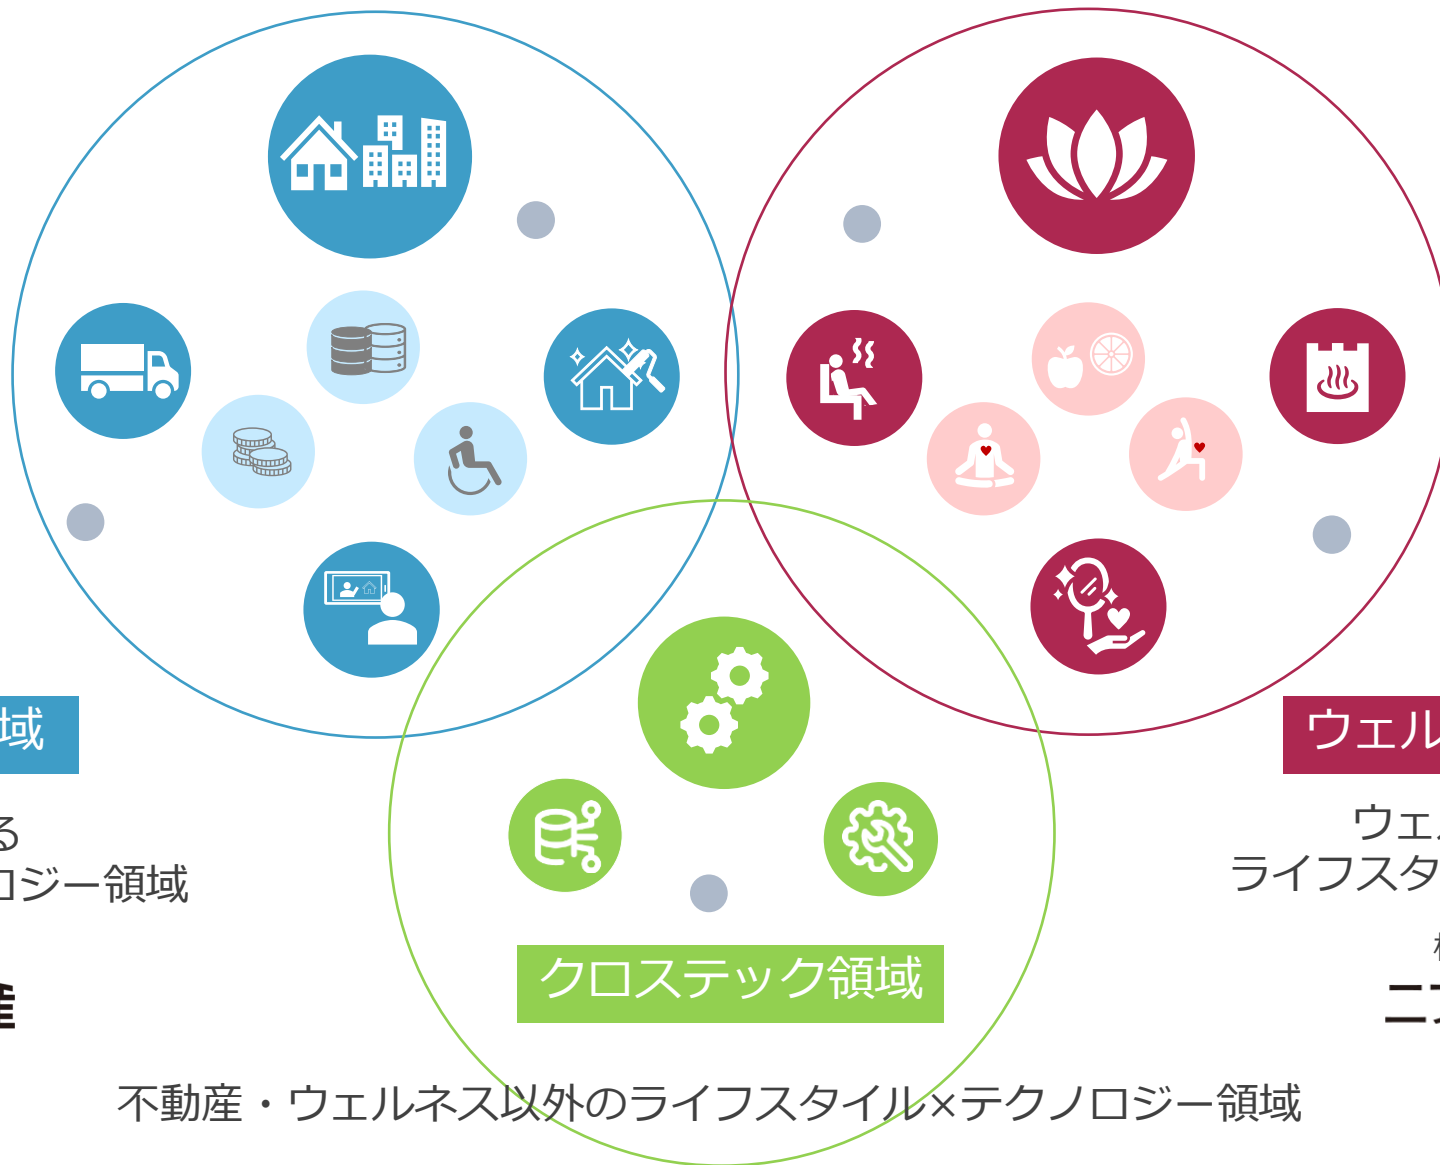 域
ウェル
る
ロジー領域
ウェ
ライフスタ
クロステック領域
不動産・ウェルネス以外のライフスタイル×テクノロジー領域